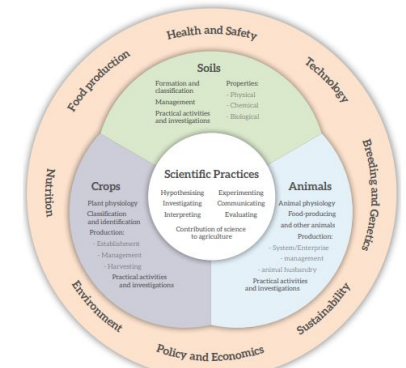 Health and Safety
Technology
Breeding and Genetics
Sustainability
Policy and Economics
Environment
Nutrition
Food production
Soils
Formation and
classification
Management
Practical activities
and investigations
Properties:
- Physical
- Chemical
- Biological
Scientific Practices
Hypothesising
Investigating
Interpreting
Experimenting
Communicating
Evaluating
Contribution of science
to agriculture
Crops
Plant physiology
Classification
and identification
Production:
- Establishment
- Management
- Harvesting
Practical activities
and investigations
Animals
Animal physiology
Food-producing
and other animals
Production:
- System/Enterprise
- management
- animal husbandry
Practical activities
and investigations